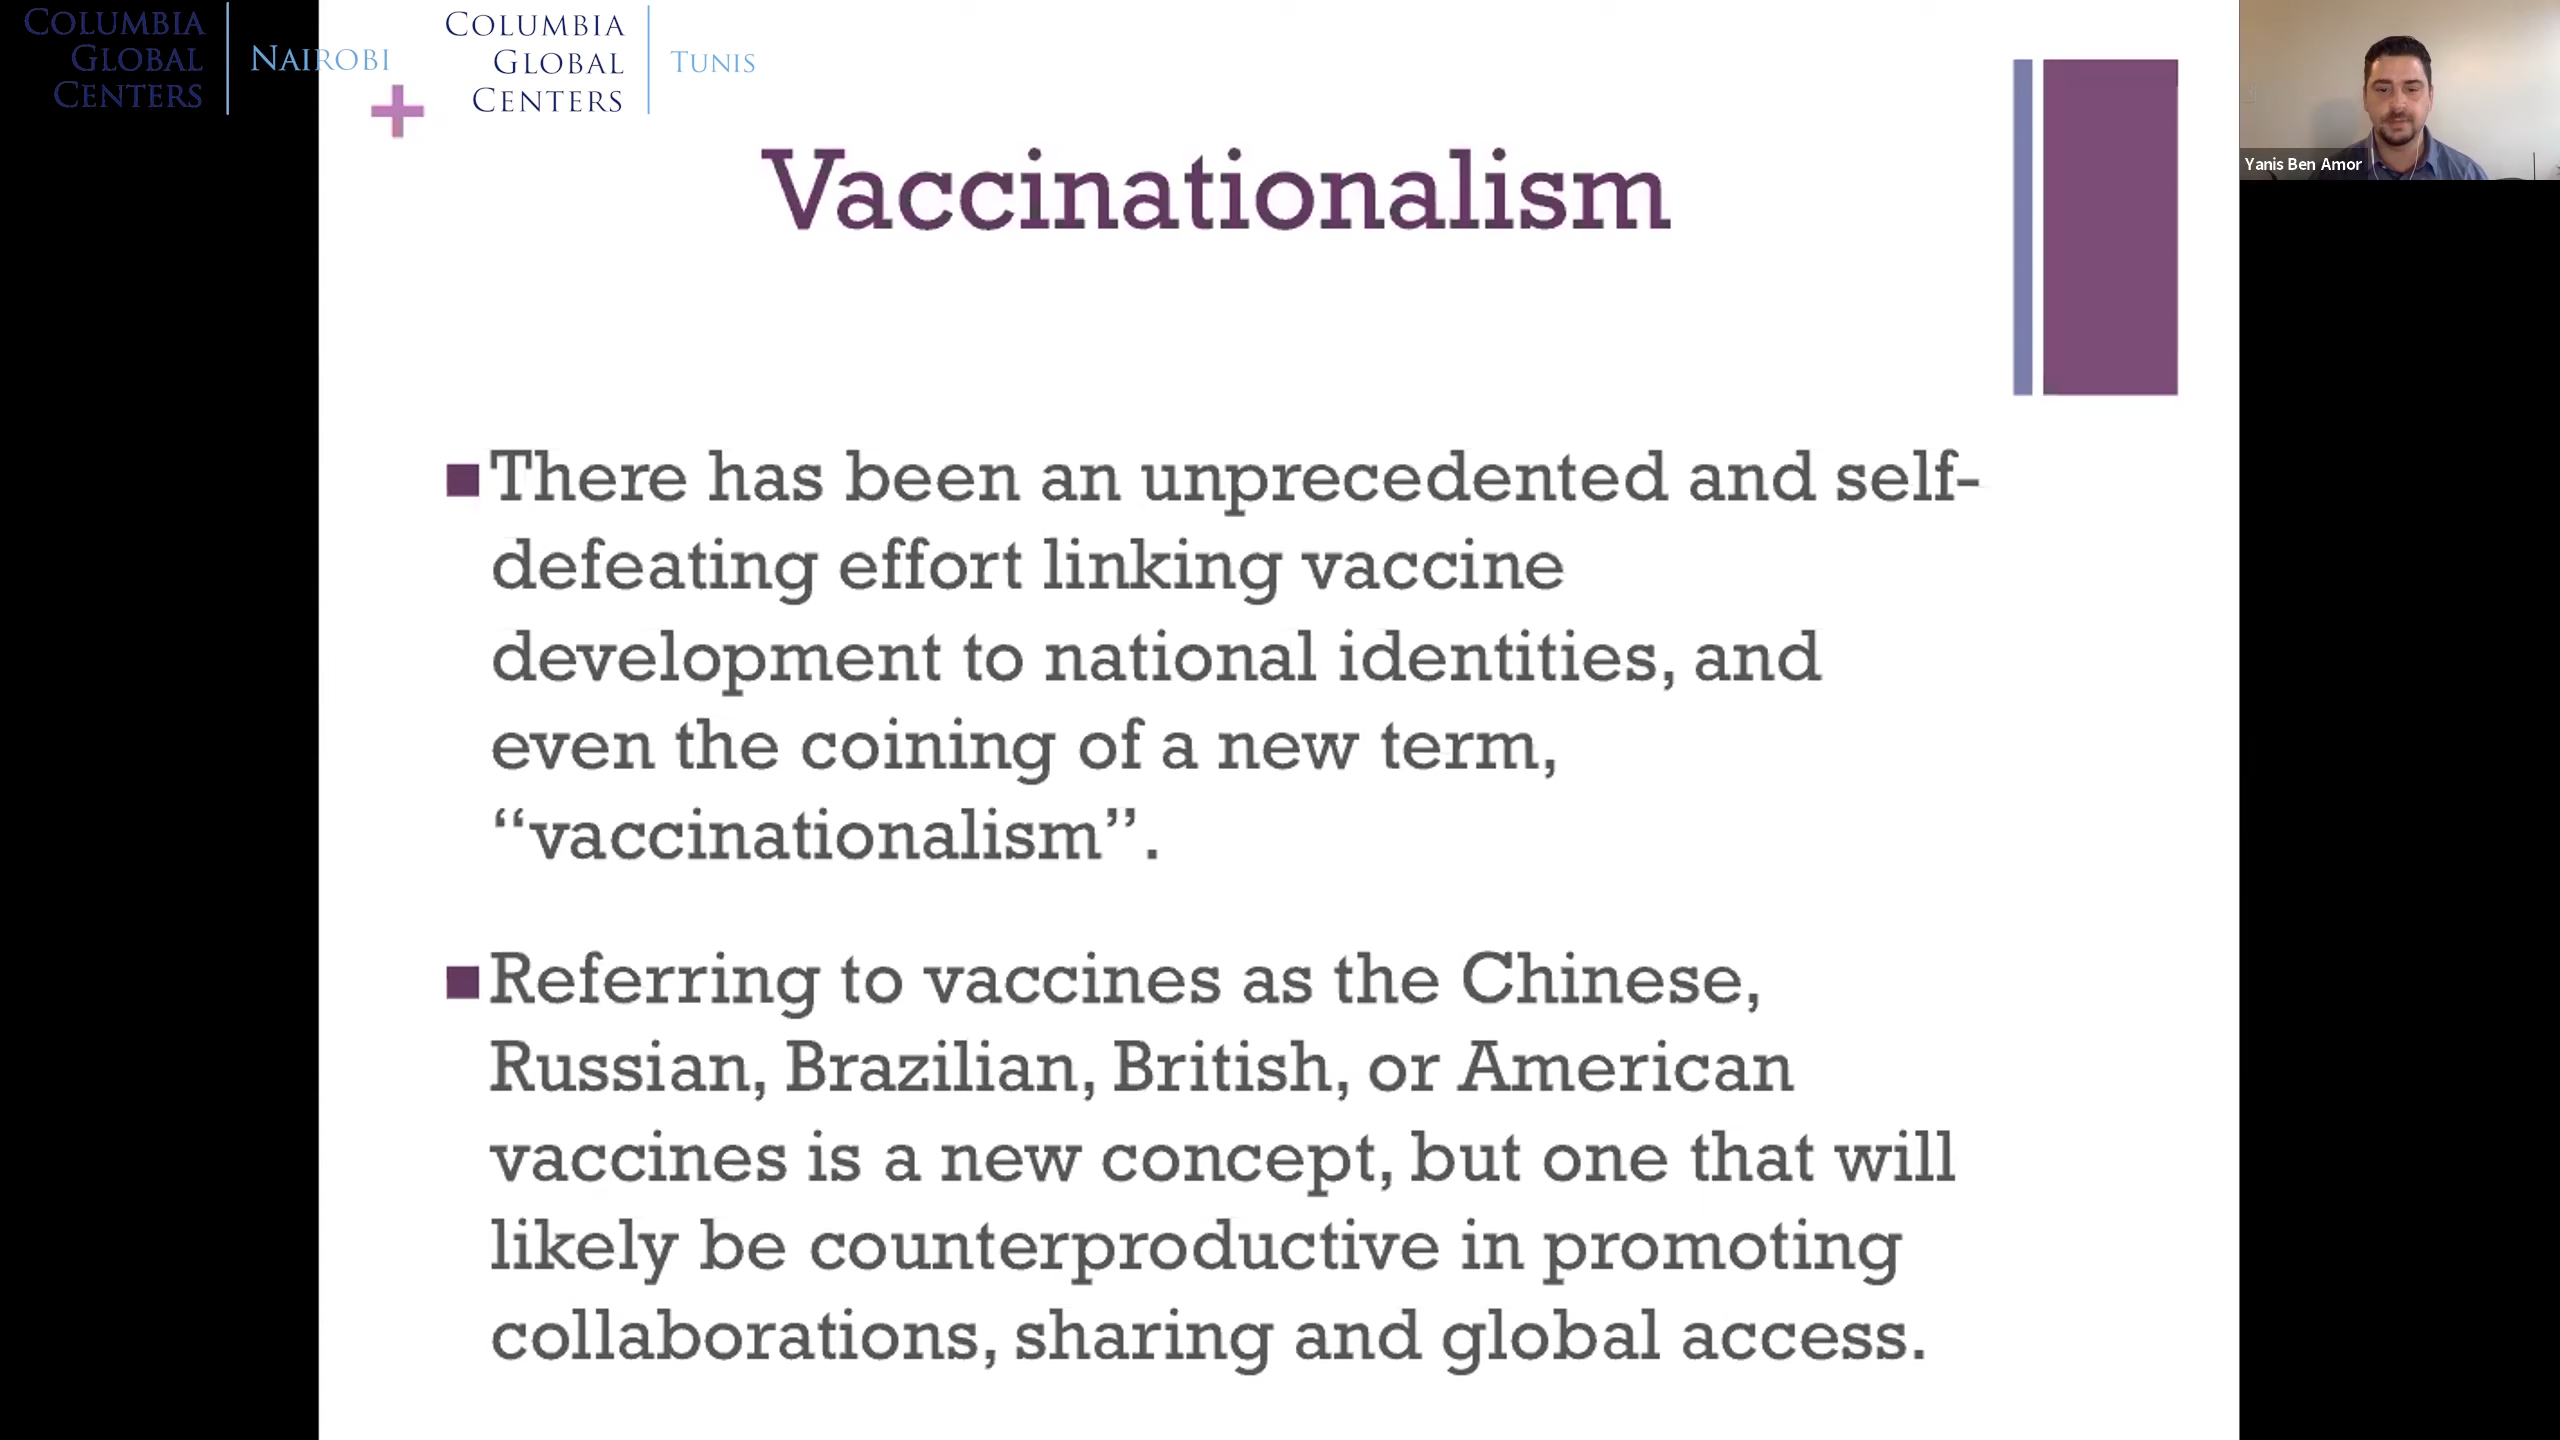 COLUMBIA
GLOBAL
CENTERS
NAIROBI
COLUMBIA
GLOBAL
CENTERS
TUNIS
Yanis Ben Amor
+
Vaccinationalism
There has been an unprecedented and self-
defeating effort linking vaccine
development to national identities, and
even the coining of a new term,
“vaccinationalism”.
Referring to vaccines as the Chinese,
Russian, Brazilian, British, or American
vaccines is a new concept, but one that will
likely be counterproductive in promoting
collaborations, sharing and global access.